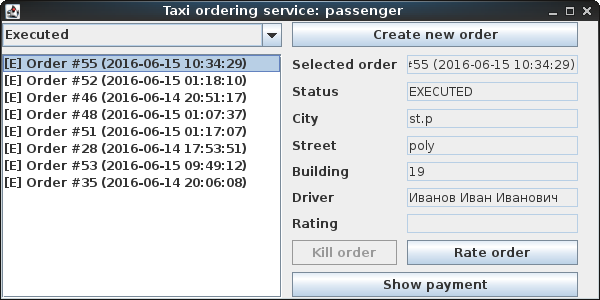 Taxi ordering service: passenger
Executed
Create new order
[E] Order #55 (2016-06-15 10:34:29)
[E] Order #52 (2016-06-15 01:18:10)
[E] Order #46 (2016-06-14 20:51:17)
[E] Order #48 (2016-06-15 01:07:37)
[E] Order #51 (2016-06-15 01:17:07)
[E] Order #28 (2016-06-14 17:53:51)
[E] Order #53 (2016-06-15 09:49:12)
[E] Order #35 (2016-06-14 20:06:08)
Selected order #55 (2016-06-15 10:34:29)
Status EXECUTED
City st.p
Street poly
Building 19
Driver Иванов Иван Иванович
Rating
Kill order
Rate order
Show payment